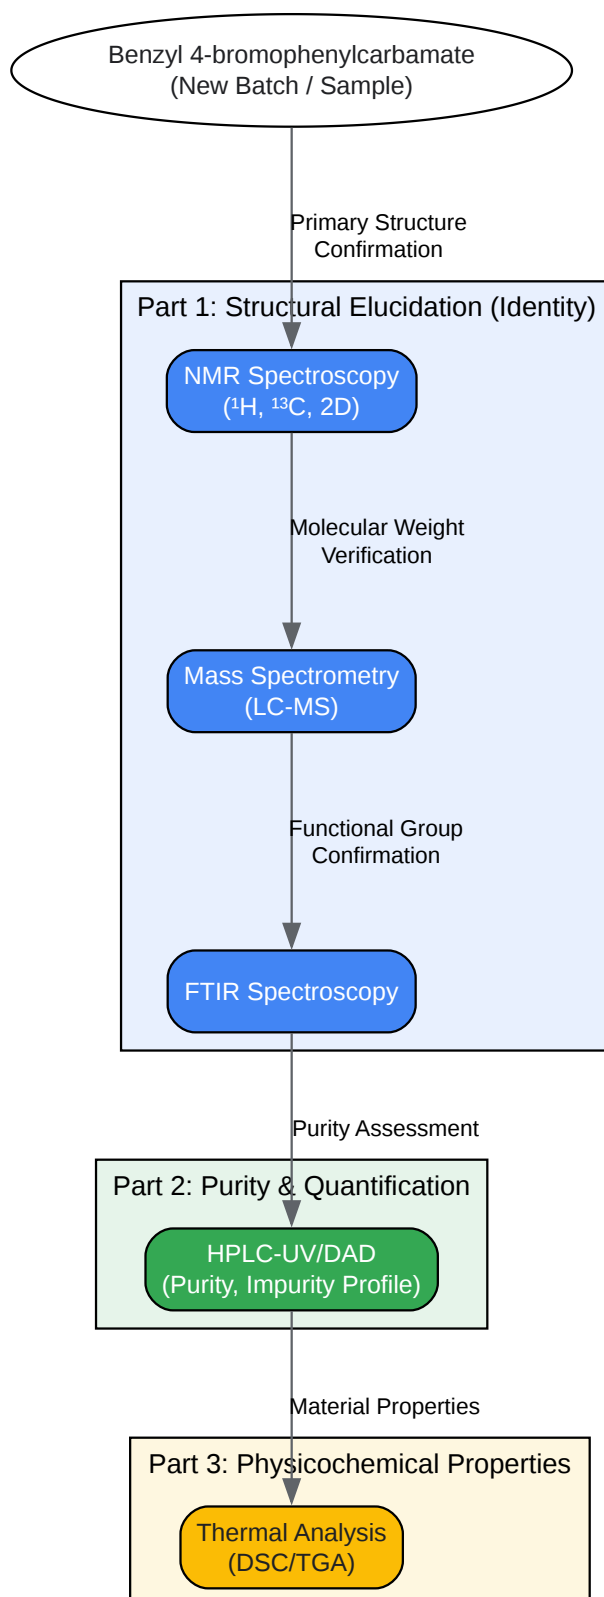 Benzyl 4-bromophenylcarbamate
(New Batch / Sample)
Primary Structure
Confirmation
Part 1: Structural Elucidation (Identity)
NMR Spectroscopy
(¹H, ¹³C, 2D)
Molecular Weight
Verification
Mass Spectrometry
(LC-MS)
Functional Group
Confirmation
FTIR Spectroscopy
Purity Assessment
Part 2: Purity & Quantification
HPLC-UV/DAD
(Purity, Impurity Profile)
Material Properties
Part 3: Physicochemical Properties
Thermal Analysis
(DSC/TGA)